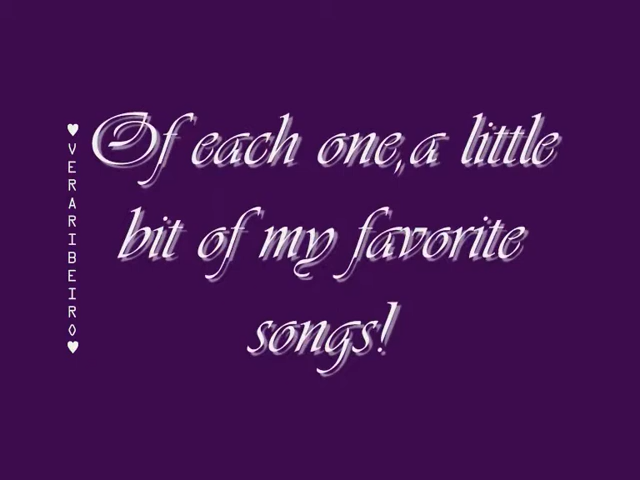 ♥VERARIBEIRO♥
Of each one,a little
bit of my favorite
songs!